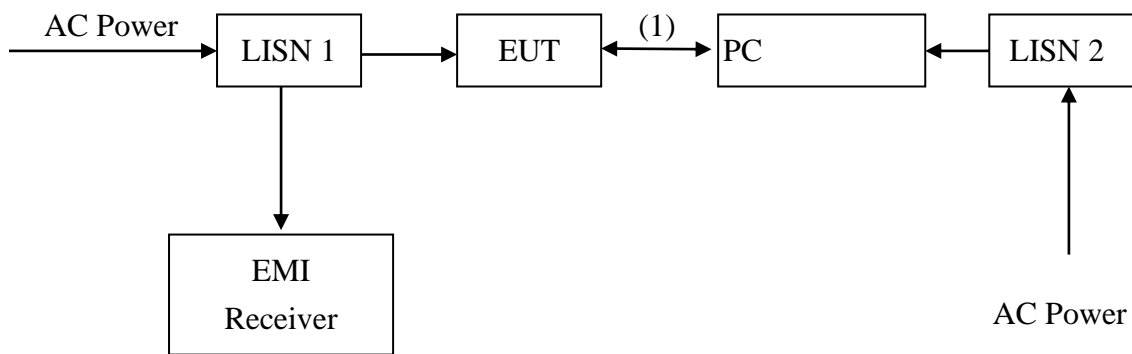 AC Power
LISN 1
EUT
(1)
PC
LISN 2
EMI
Receiver
AC Power